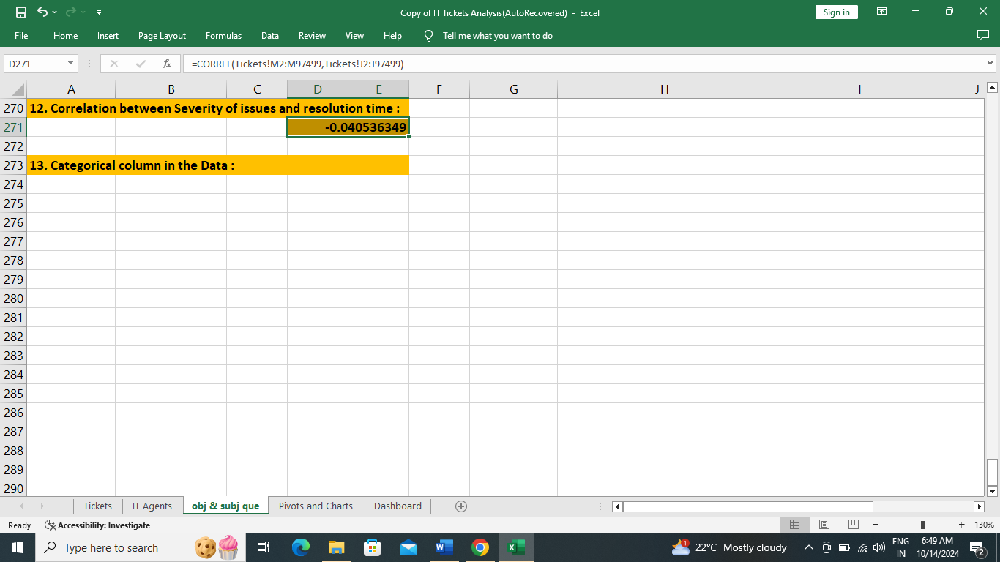 Copy of IT Tickets Analysis(AutoRecovered) - Excel
Sign in
File Home Insert Page Layout Formulas Data Review View Help Tell me what you want to do
D271 fx =CORREL(Tickets!M2:M97499,Tickets!J2:J97499)
A B C D E F G H I J
270 12. Correlation between Severity of issues and resolution time :
271 -0.040536349
272
273 13. Categorical column in the Data :
274
275
276
277
278
279
280
281
282
283
284
285
286
287
288
289
290
Tickets IT Agents obj & subj que Pivots and Charts Dashboard
Ready Accessibility: Investigate 130%
Type here to search 1 22°C Mostly cloudy ENG IN 6:49 AM 10/14/2024 2